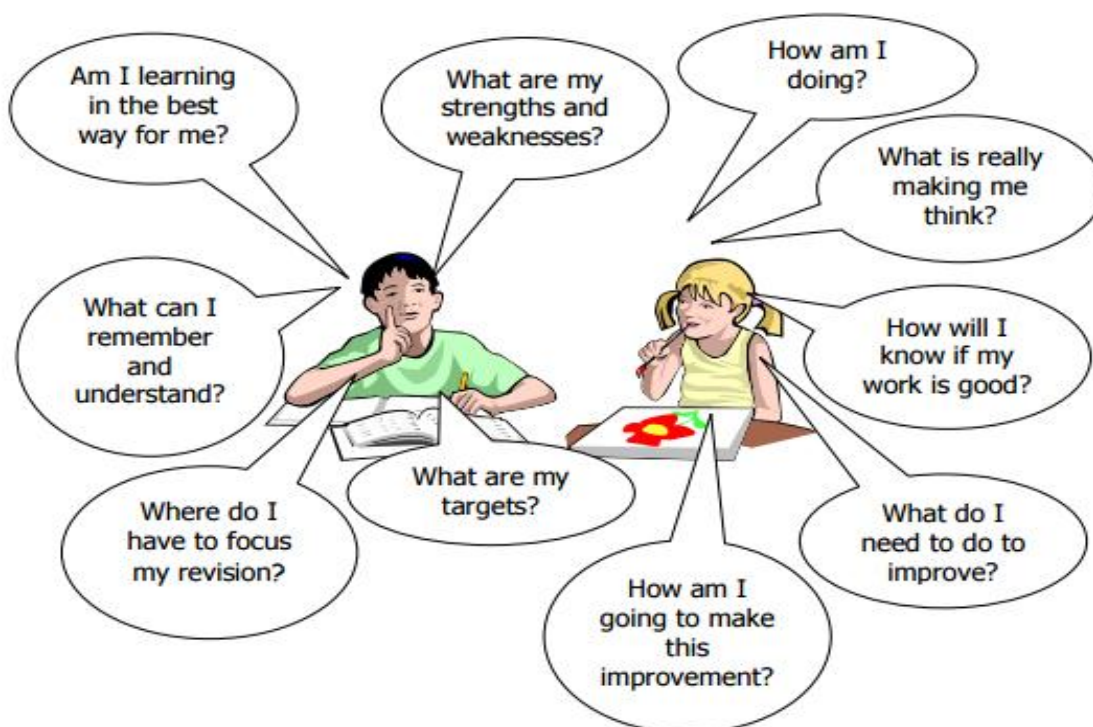 Am I learning
in the best
way for me?
What are my
strengths and
weaknesses?
How am I
doing?
What is really
making me
think?
What can I
remember
and
understand?
How will I
know if my
work is good?
What are my
targets?
Where do I
have to focus
my revision?
What do I
need to do to
improve?
How am I
going to make
this
improvement?